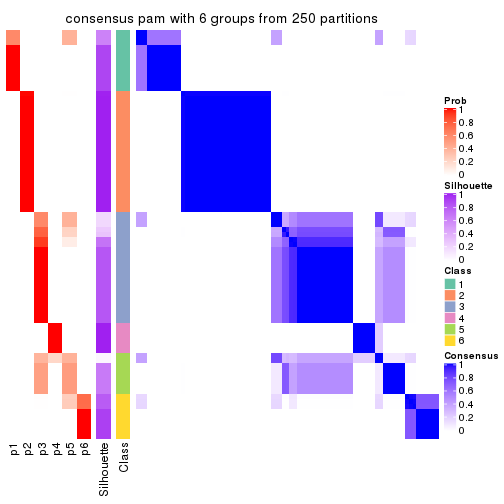 consensus pam with 6 groups from 250 partitions
Prob
1
0.8
0.6
0.4
0.2
0
Silhouette
1
0.8
0.6
0.4
0.2
0
Class
1
2
3
4
5
6
Consensus
1
0.8
0.6
0.4
0.2
0
p1
p2
p3
p4
p5
p6
Silhouette
Class